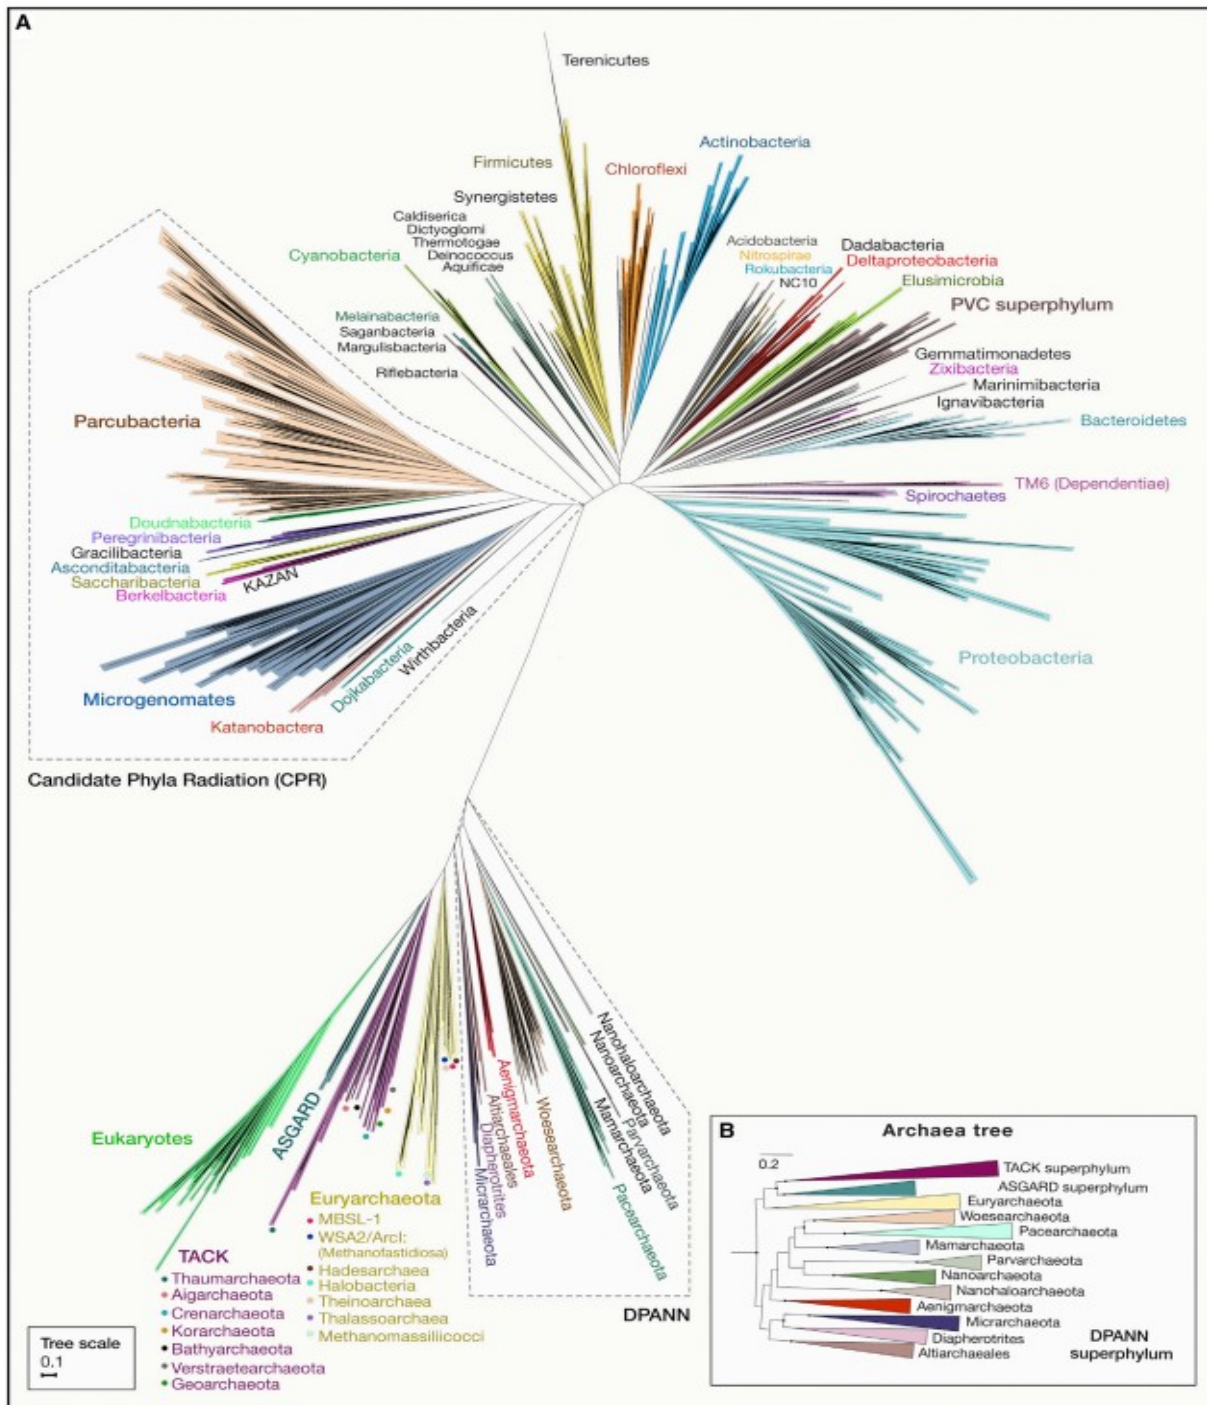 A
Terenicutes
Actinobacteria
Firmicutes
Chloroflexi
Synergistetes
Caldiserica
Dictyoglomi
Thermotogae
Deinococcus
Aquificae
Cyanobacteria
Acidobacteria
Nitrospirae
Rokubacteria
NC10
Dadabacteria
Deltaproteobacteria
Elusimicrobia
PVC superphylum
Melainabacteria
Saganbacteria
Margulisbacteria
Riflebacteria
Gemmatimonadetes
Zixibacteria
Marinimibacteria
Ignavibacteria
Bacteroidetes
Parcubacteria
TM6 (Dependentiae)
Spirochaetes
Doudnabacteria
Peregrinibacteria
Gracilibacteria
Asconditabacteria
Saccharibacteria
Berkelbacteria
KAZAN
Wirthbacteria
Dojkabacteria
Microgenomates
Katanobactera
Proteobacteria
Candidate Phyla Radiation (CPR)
Eukaryotes
ASGARD
Euryarchaeota
MBSL-1
WSA2/Arcl:
(Methanofastidiosa)
Hadesarchaea
Halobacteria
Theinoarchaea
Thalassoarchaea
Methanomassiliicocci
TACK
Thaumarchaeota
Aigarchaeota
Crenarchaeota
Korarchaeota
Bathyarchaeota
Verstraetearchaeota
Geoarchaeota
Micrarchaeota
Diapherotrites
Altiarchaeales
Aenigmarchaeota
Woesearchaeota
Pacearchaeota
Mamarchaeota
Parvarchaeota
Nanoarchaeota
Nanohaloarchaeota
DPANN
Tree scale
0.1
B
Archaea tree
0.2
TACK superphylum
ASGARD superphylum
Euryarchaeota
Woesearchaeota
Pacearchaeota
Mamarchaeota
Parvarchaeota
Nanoarchaeota
Nanohaloarchaeota
Aenigmarchaeota
Micrarchaeota
Diapherotrites
Altiarchaeales
DPANN
superphylum